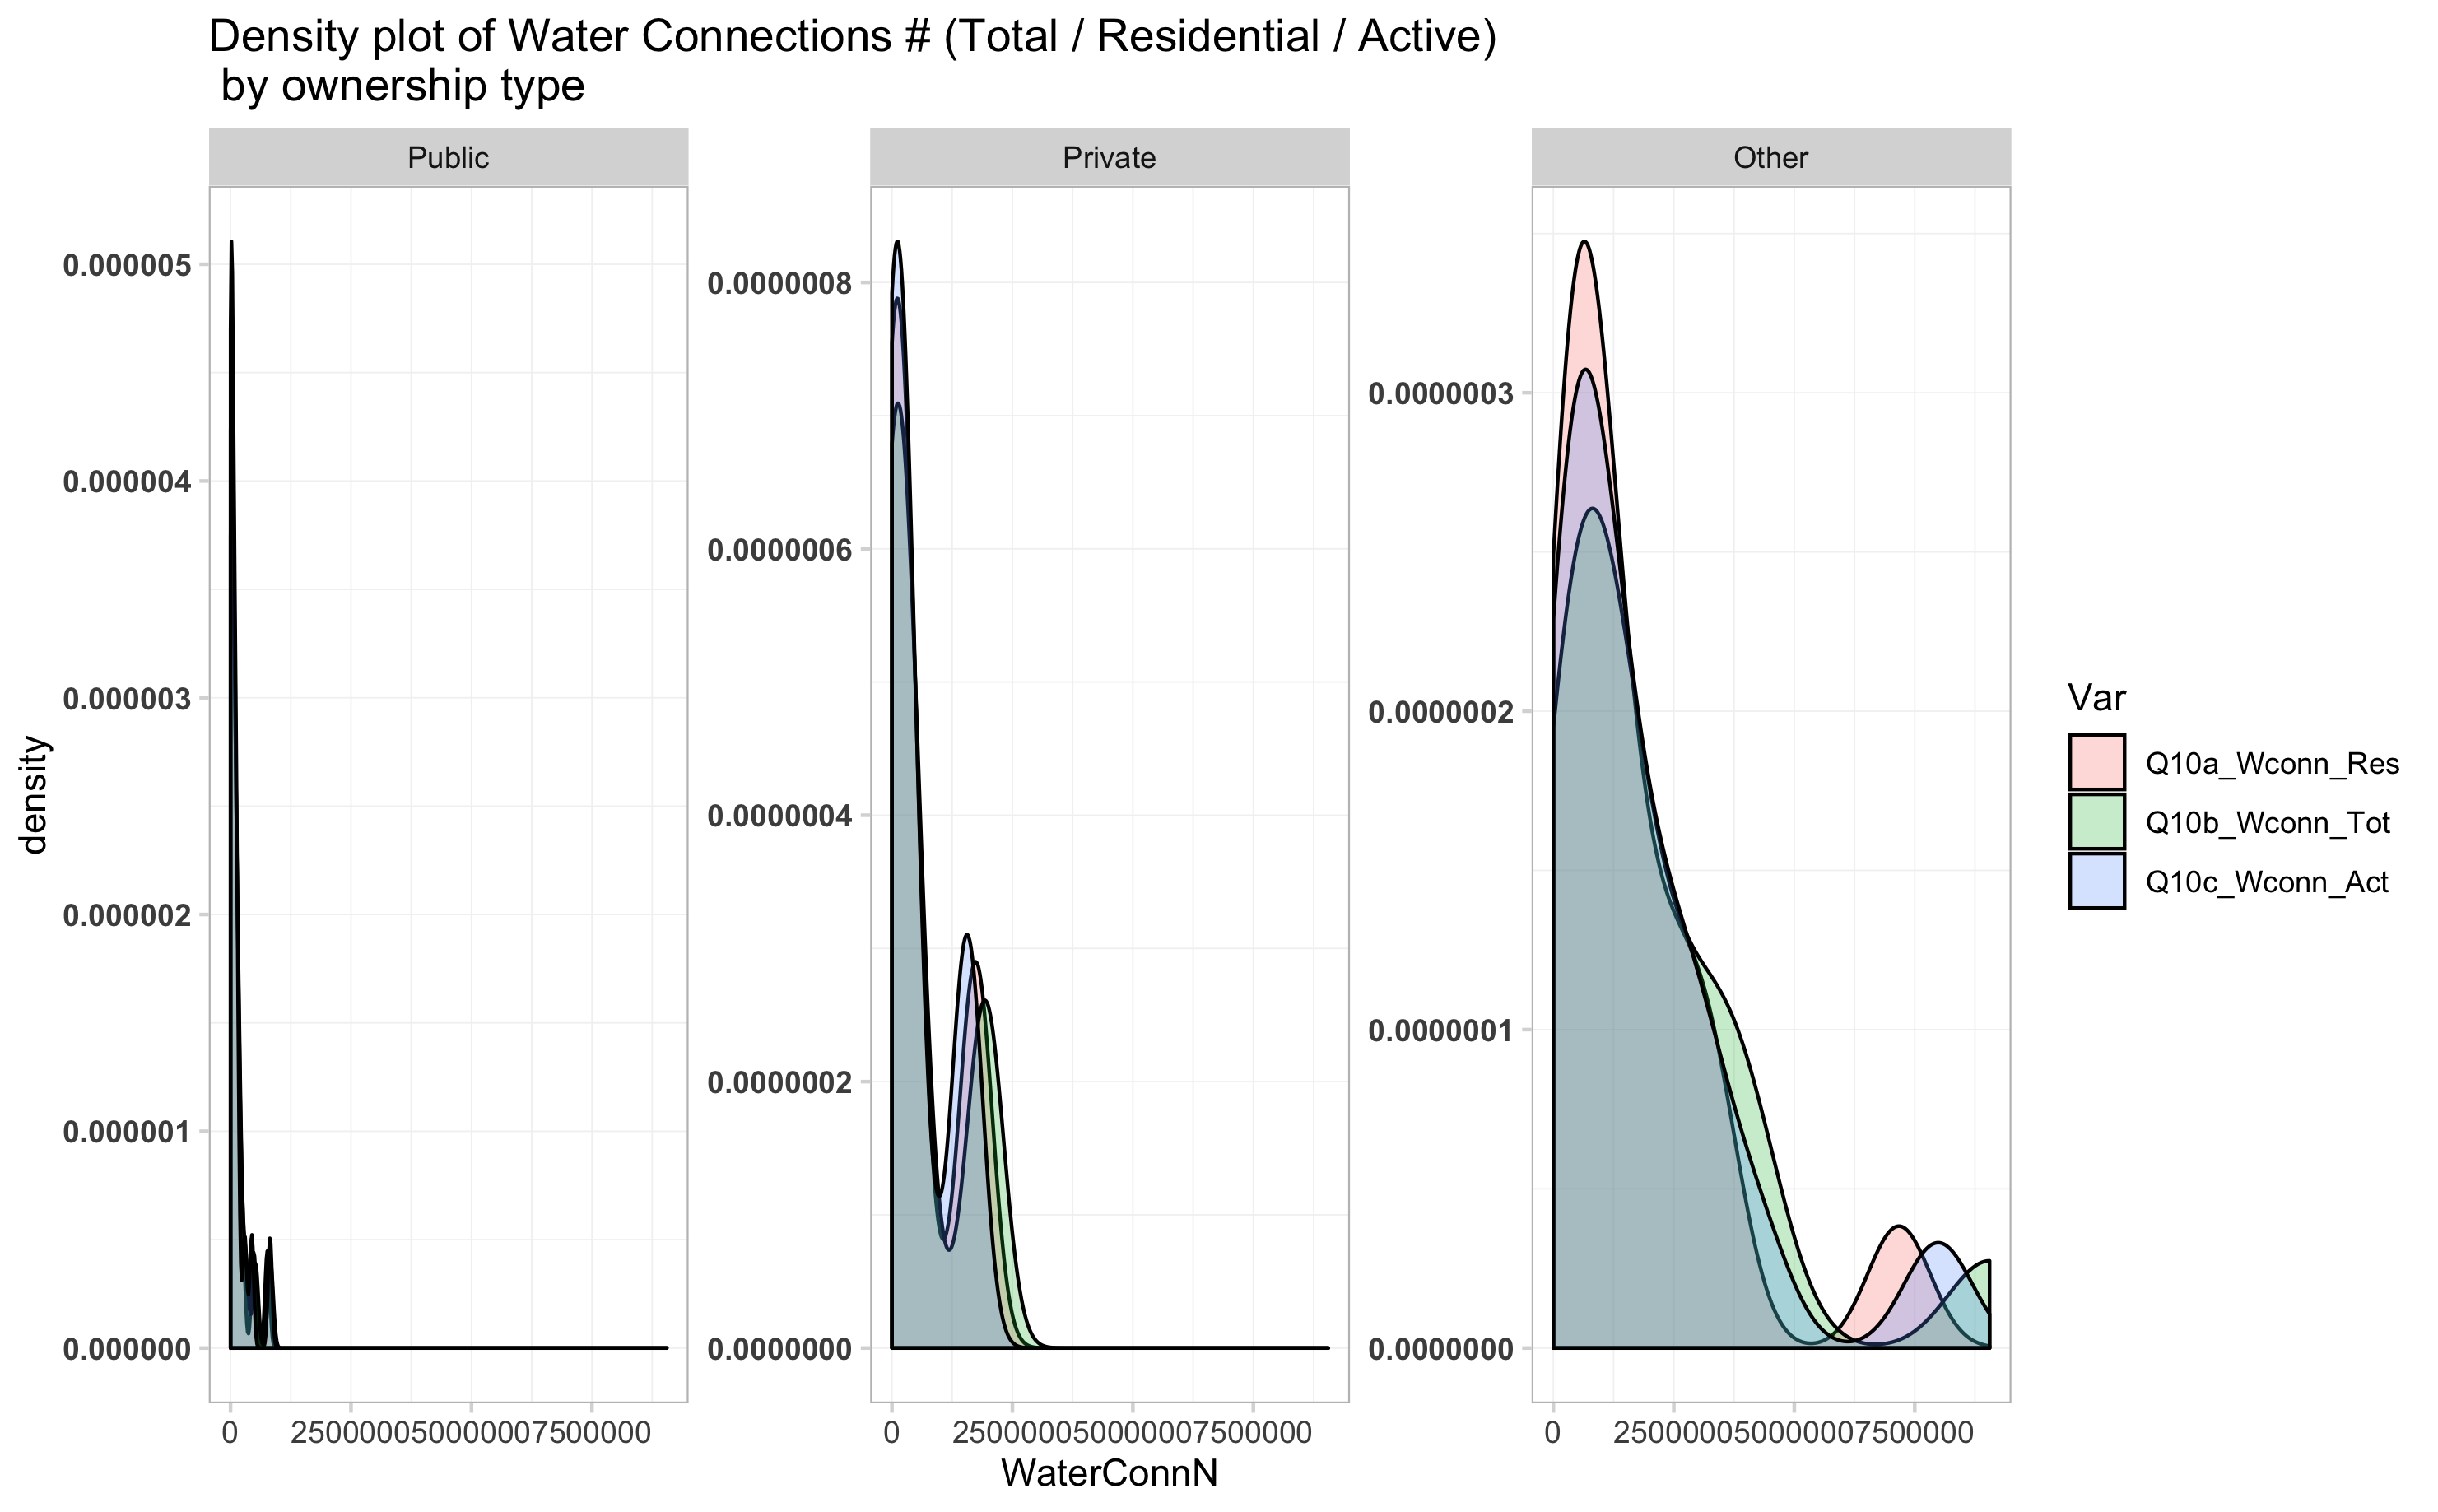 Density plot of Water Connections # (Total / Residential / Active)
by ownership type
Public
Private
Other
density
0.000005
0.000004
0.000003
0.000002
0.000001
0.000000
0.0000008
0.0000006
0.0000004
0.0000002
0.0000000
0.0000003
0.0000002
0.0000001
0.0000000
0 2500000 5000000 7500000
0 2500000 5000000 7500000
0 2500000 5000000 7500000
WaterConnN
Var
Q10a_Wconn_Res
Q10b_Wconn_Tot
Q10c_Wconn_Act